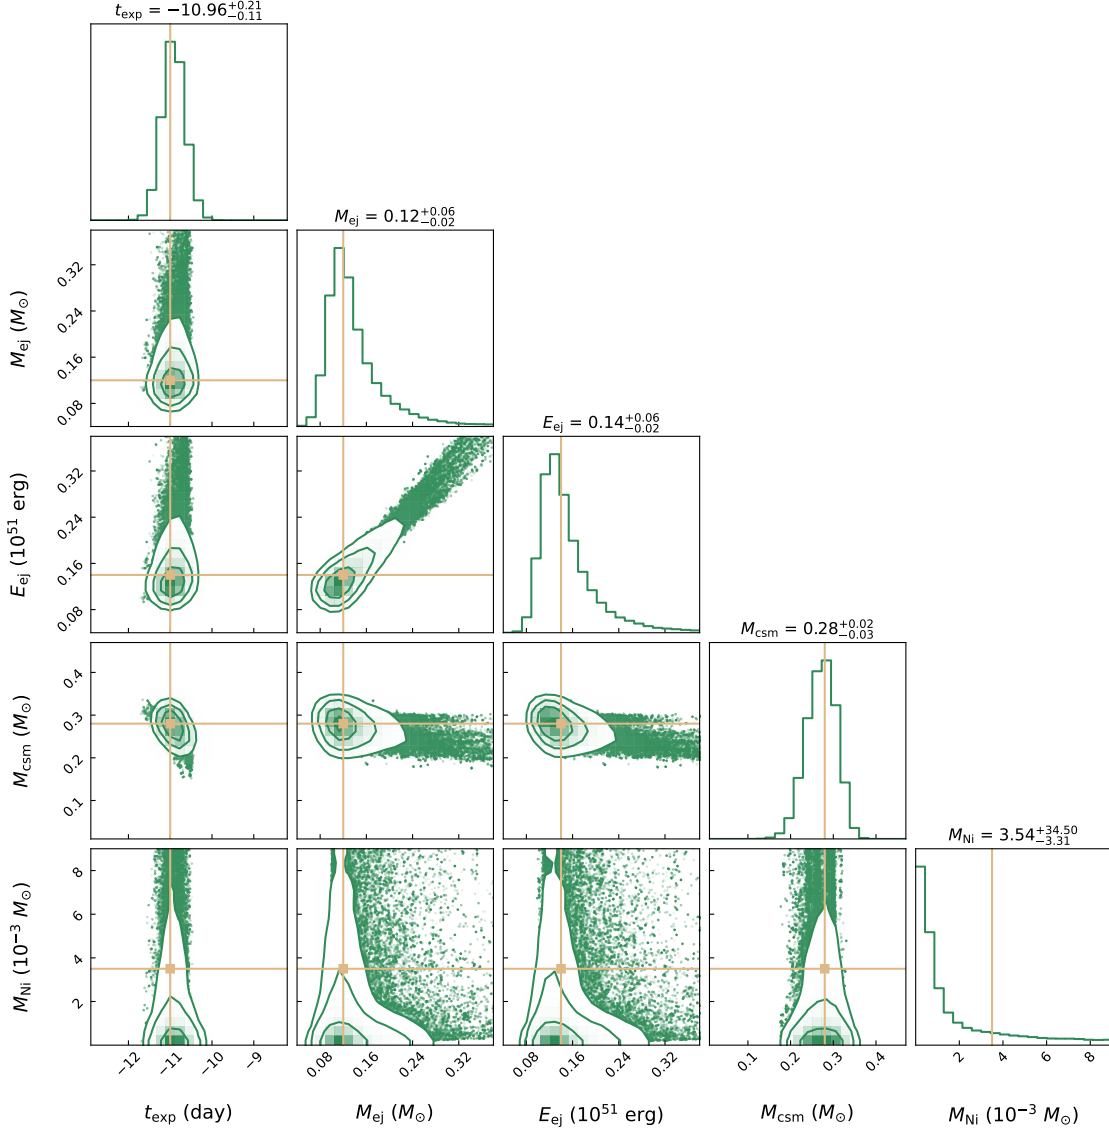 t_exp = −10.96^{+0.21}_{−0.11}
M_ej = 0.12^{+0.06}_{−0.02}
0.32
0.24
0.16
0.08
M_ej (M_⊙)
E_ej = 0.14^{+0.06}_{−0.02}
0.32
0.24
0.16
0.08
E_ej (10^{51} erg)
M_csm = 0.28^{+0.02}_{−0.03}
0.4
0.3
0.2
0.1
M_csm (M_⊙)
M_Ni = 3.54^{+34.50}_{−3.31}
8
6
4
2
M_Ni (10^{−3} M_⊙)
−12 −11 −10 −9 0.08 0.16 0.24 0.32 0.08 0.16 0.24 0.32 0.1 0.2 0.3 0.4 2 4 6 8
t_exp (day) M_ej (M_⊙) E_ej (10^{51} erg) M_csm (M_⊙) M_Ni (10^{−3} M_⊙)